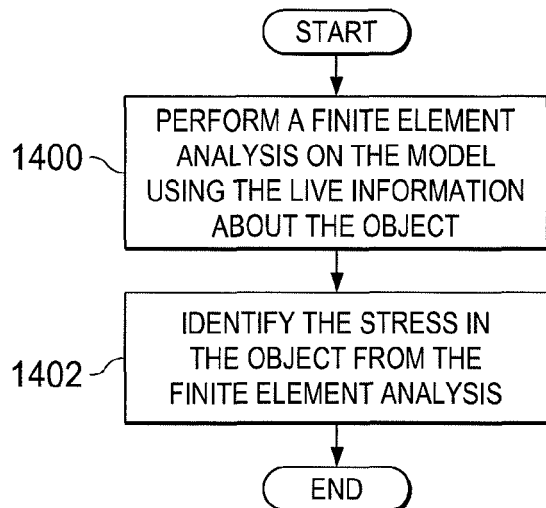 START
1400
PERFORM A FINITE ELEMENT
ANALYSIS ON THE MODEL
USING THE LIVE INFORMATION
ABOUT THE OBJECT
1402
IDENTIFY THE STRESS IN
THE OBJECT FROM THE
FINITE ELEMENT ANALYSIS
END